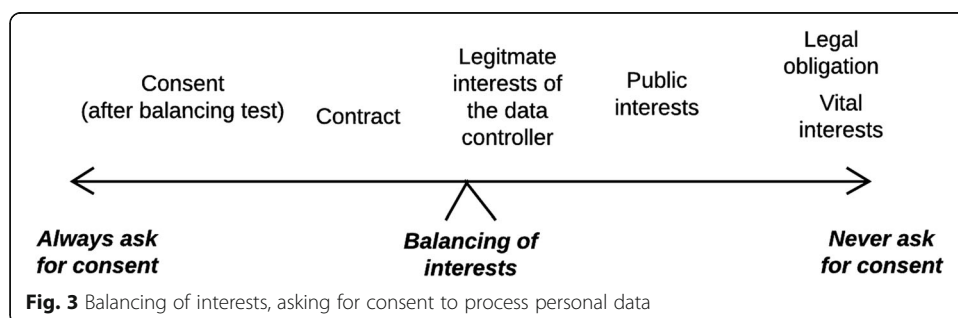 Consent
(after balancing test)
Contract
Legitmate
interests of
the data
controller
Public
interests
Legal
obligation
Vital
interests
Always ask
for consent
Balancing of
interests
Never ask
for consent
Fig. 3 Balancing of interests, asking for consent to process personal data